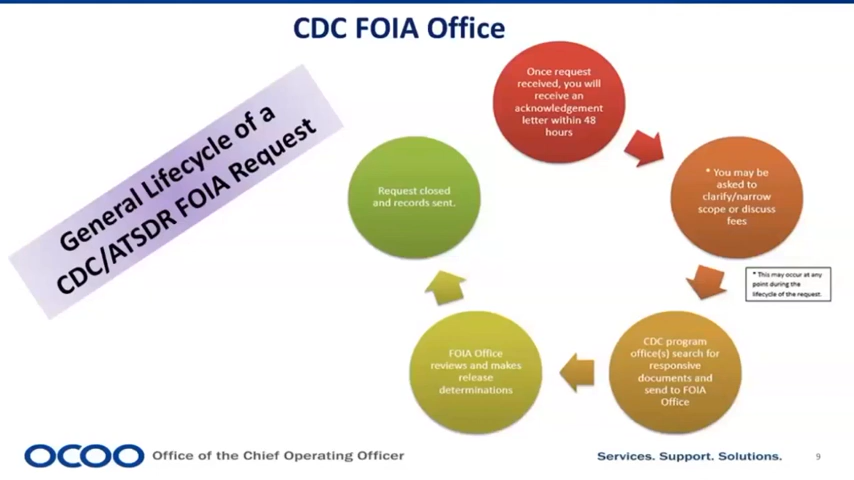 CDC FOIA Office
General Lifecycle of a
CDC/ATSDR FOIA Request
Once request
received, you will
receive an
acknowledgement
letter within 48
hours
* You may be
asked to
clarify/narrow
scope or discuss
fees
* This may occur at any
point during the
lifecycle of the request.
CDC program
office(s) search for
responsive
documents and
send to FOIA
Office
FOIA Office
reviews and makes
release
determinations
Request closed
and records sent.
OCOO Office of the Chief Operating Officer
Services. Support. Solutions.
9